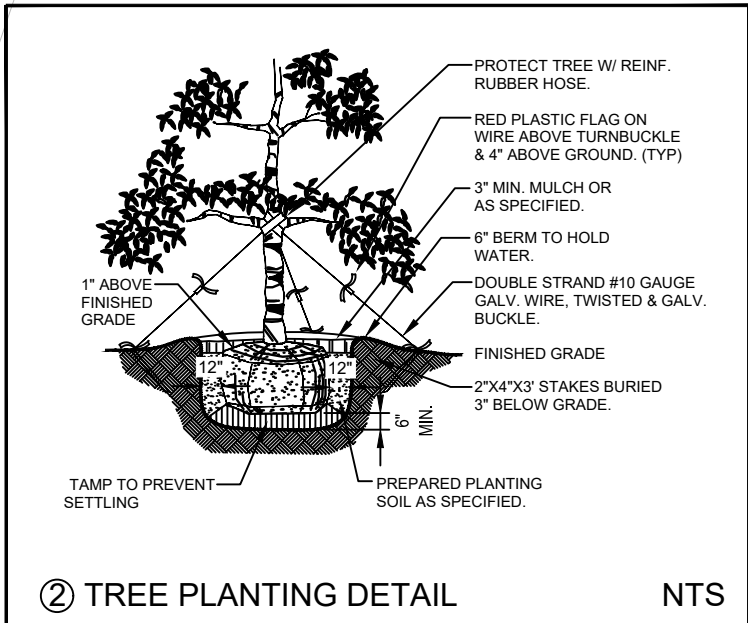 PROTECT TREE W/ REINF.
RUBBER HOSE.
RED PLASTIC FLAG ON
WIRE ABOVE TURNBUCKLE
& 4" ABOVE GROUND. (TYP)
3" MIN. MULCH OR
AS SPECIFIED.
6" BERM TO HOLD
WATER.
1" ABOVE
FINISHED
GRADE
DOUBLE STRAND #10 GAUGE
GALV. WIRE, TWISTED & GALV.
BUCKLE.
FINISHED GRADE
12"
12"
2"X4"X3' STAKES BURIED
3" BELOW GRADE.
6"
MIN.
TAMP TO PREVENT
SETTLING
PREPARED PLANTING
SOIL AS SPECIFIED.
2 TREE PLANTING DETAIL
NTS